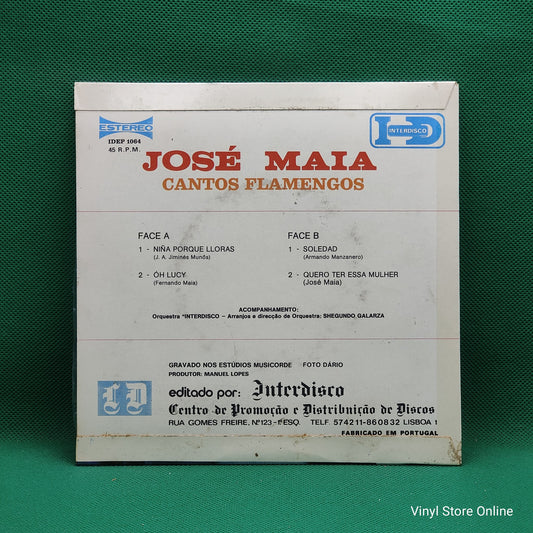 ESTEREO
IDEP 1064
45 R.P.M.
INTERDISCO
JOSÉ MAIA
CANTOS FLAMENGOS
FACE A
1 - NIÑA PORQUE LLORAS
(J. A. Jiminés Munõs)
2 - ÓH LUCY
(Fernando Maia)
FACE B
1 - SOLEDAD
(Armando Manzanero)
2 - QUERO TER ESSA MULHER
(José Maia)
ACOMPANHAMENTO:
Orquestra "INTERDISCO - Arranjos e direcção de Orquestra: SHEGUNDO GALARZA
GRAVADO NOS ESTÚDIOS MUSICORDE FOTO DÁRIO
PRODUTOR: MANUEL LOPES
editado por: Interdisco
Centro de Promoção e Distribuição de Discos
RUA GOMES FREIRE, Nº 123 - 1º ESQ. TELF. 574211-860832 LISBOA 1
FABRICADO EM PORTUGAL
Vinyl Store Online